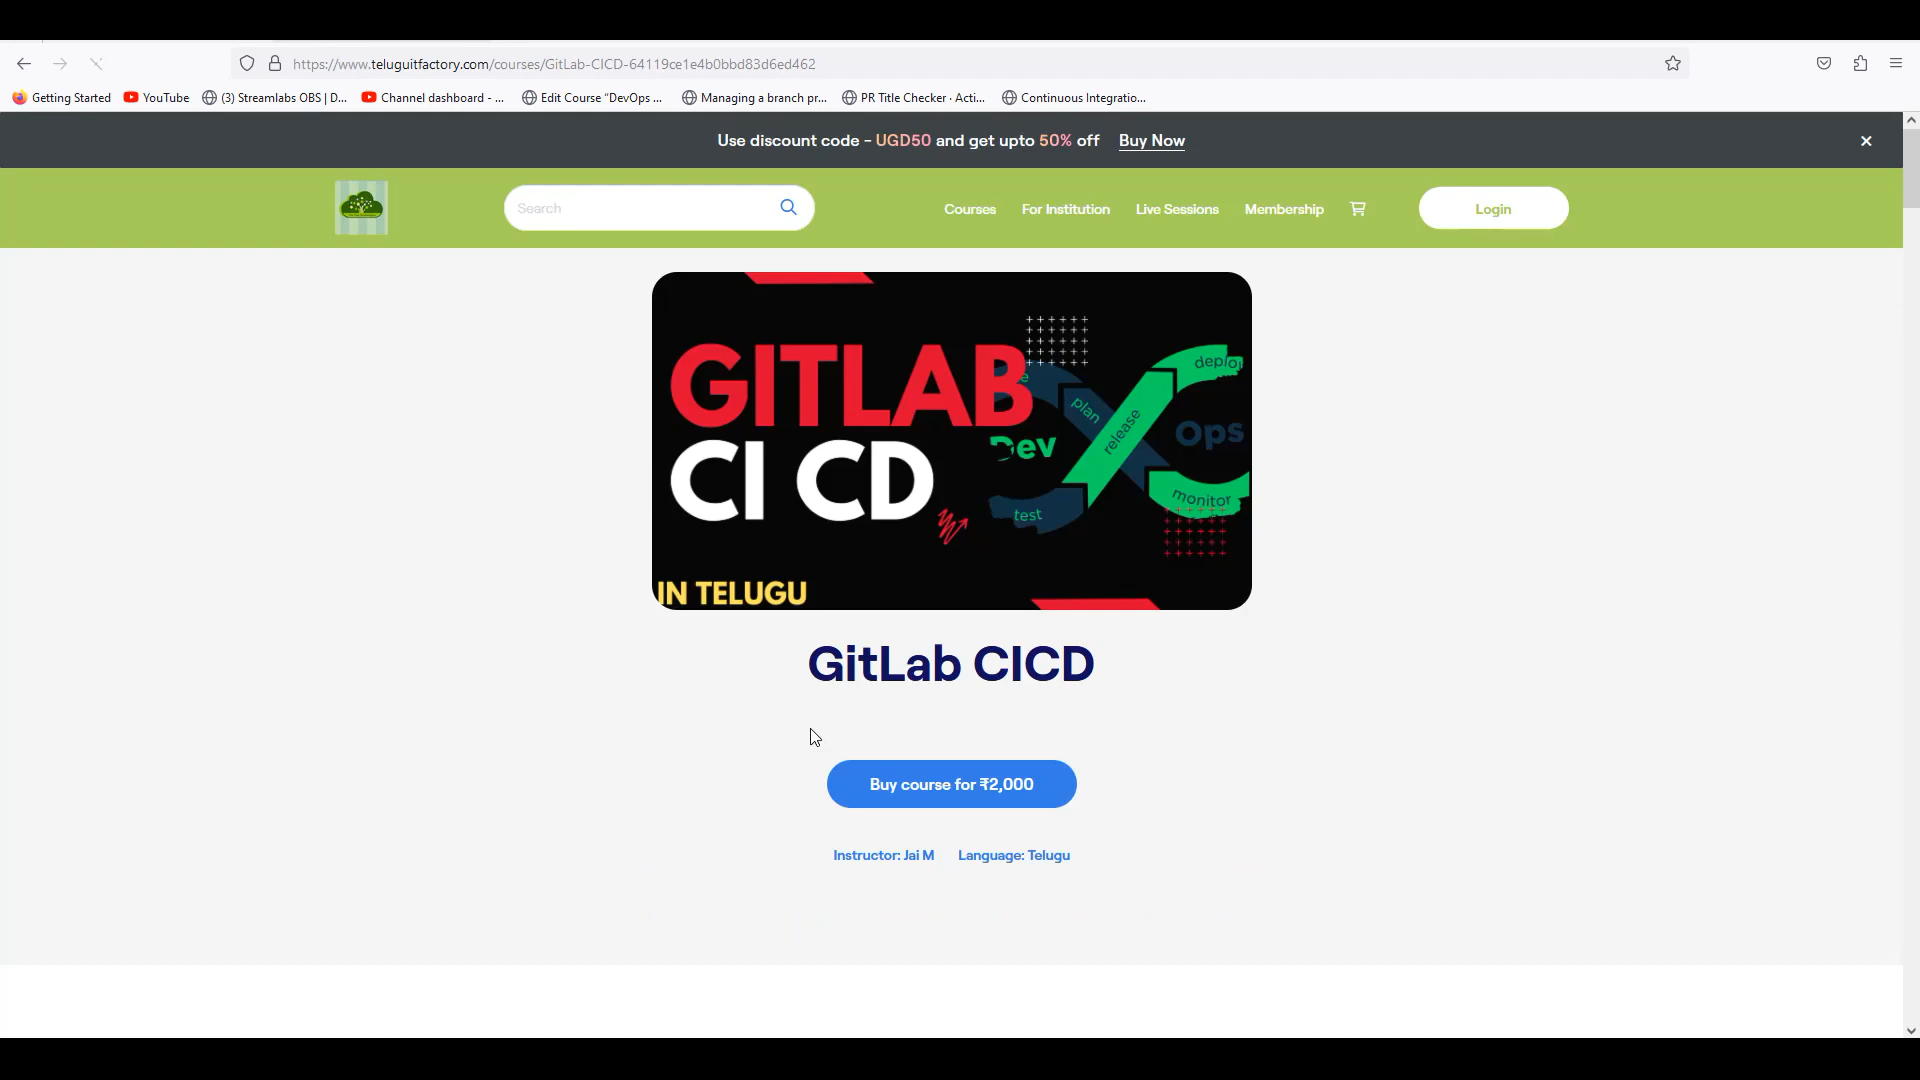 https://www.teluguitfactory.com/courses/GitLab-CICD-64119ce1e4b0bbd83d6ed462
Getting Started YouTube (3) Streamlabs OBS | D... Channel dashboard - ... Edit Course “DevOps ... Managing a branch pr... PR Title Checker · Acti... Continuous Integratio...
Use discount code - UGD50 and get upto 50% off Buy Now
Search Courses For Institution Live Sessions Membership Login
GITLAB
CI CD
IN TELUGU
plan
release
deploy
Dev
Ops
test
monitor
GitLab CICD
Buy course for ₹2,000
Instructor: Jai M Language: Telugu